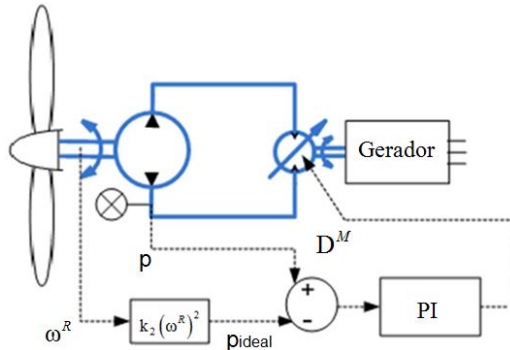 Gerador
D^M
p
+
-
PI
ω^R
k₂(ω^R)²
pideal